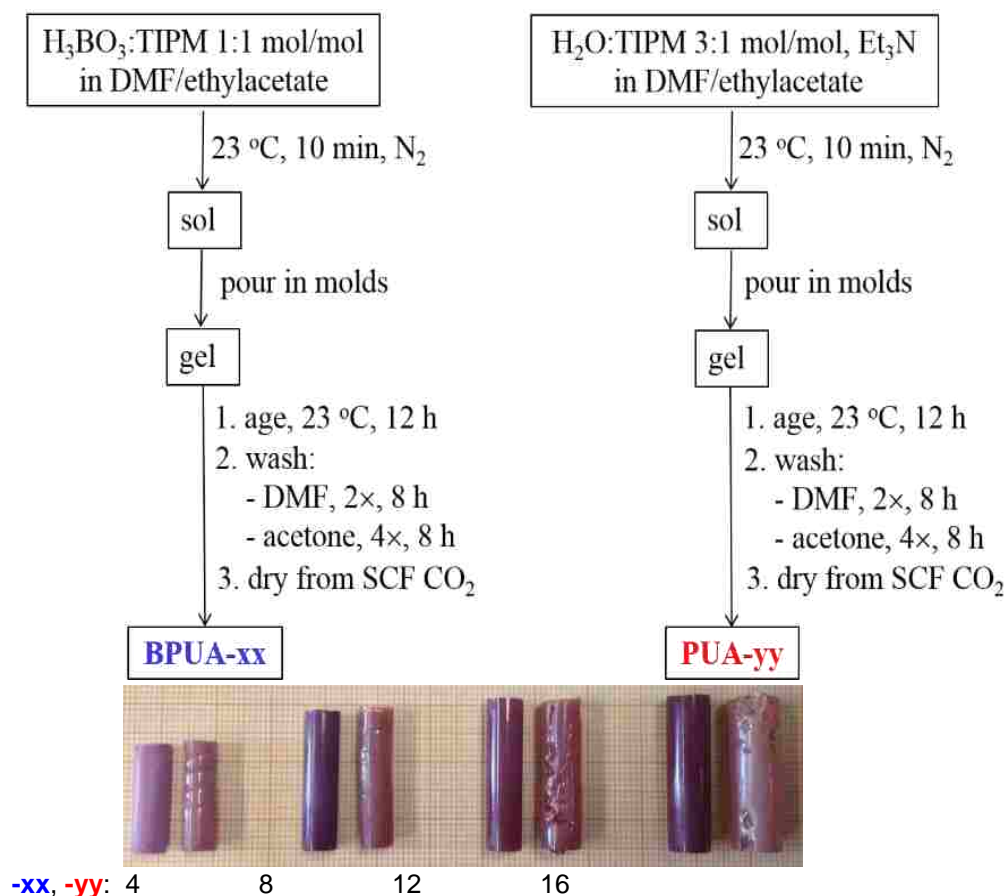 H₃BO₃:TIPM 1:1 mol/mol
in DMF/ethylacetate
23 ºC, 10 min, N₂
sol
pour in molds
gel
1. age, 23 ºC, 12 h
2. wash:
- DMF, 2×, 8 h
- acetone, 4×, 8 h
3. dry from SCF CO₂
BPUA-xx
H₂O:TIPM 3:1 mol/mol, Et₃N
in DMF/ethylacetate
23 ºC, 10 min, N₂
sol
pour in molds
gel
1. age, 23 ºC, 12 h
2. wash:
- DMF, 2×, 8 h
- acetone, 4×, 8 h
3. dry from SCF CO₂
PUA-yy
-xx, -yy: 4 8 12 16